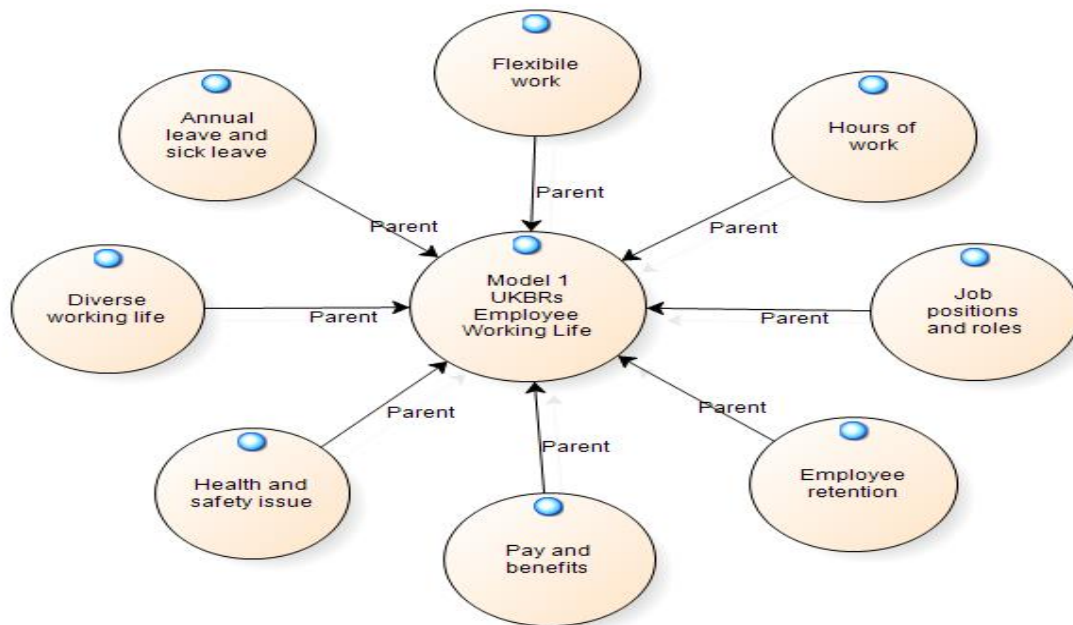 Flexibile
work
Annual
leave and
sick leave
Hours of
work
Parent
Parent
Parent
Diverse
working life
Parent
Model 1
UKBRs
Employee
Working Life
Parent
Job
positions
and roles
Parent
Parent
Parent
Health and
safety issue
Pay and
benefits
Employee
retention